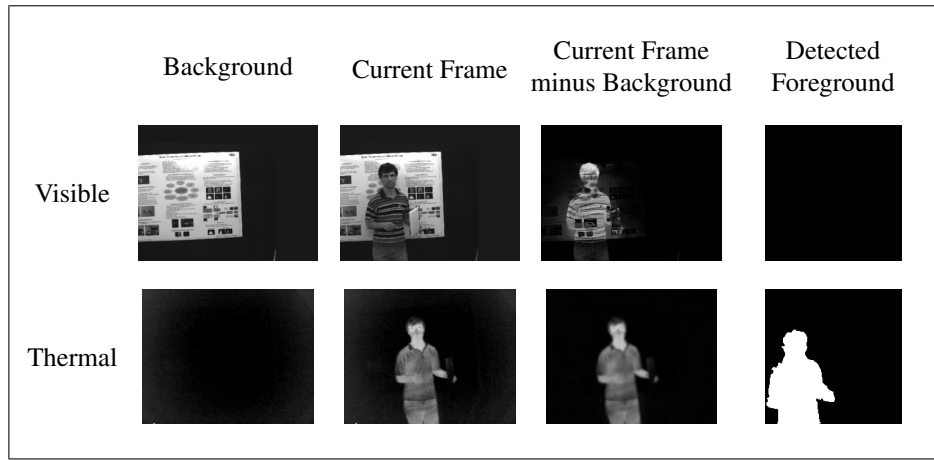 Background
Current Frame
Current Frame
minus Background
Detected
Foreground
Visible
Thermal